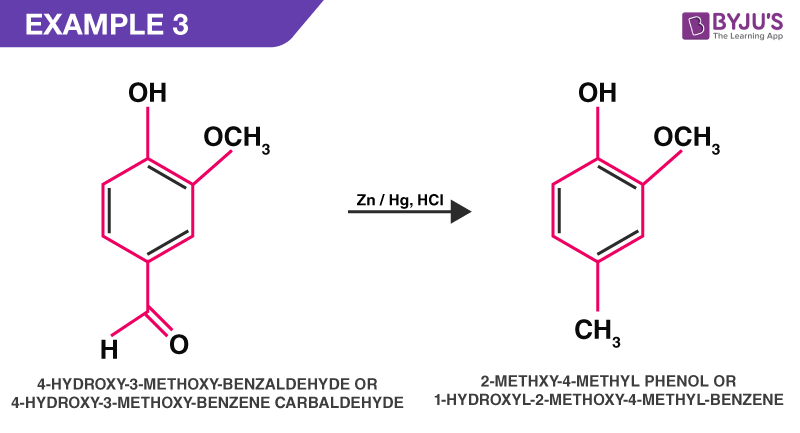 EXAMPLE 3
BYJU'S
The Learning App
OH
OCH3
H
O
4-HYDROXY-3-METHOXY-BENZALDEHYDE OR
4-HYDROXY-3-METHOXY-BENZENE CARBALDEHYDE
Zn / Hg, HCl
OH
OCH3
CH3
2-METHXY-4-METHYL PHENOL OR
1-HYDROXYL-2-METHOXY-4-METHYL-BENZENE